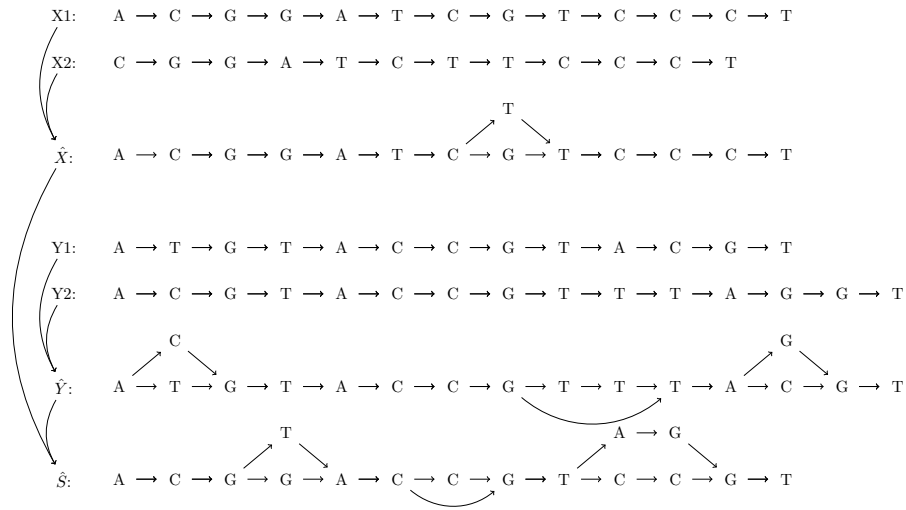 X1: A → C → G → G → A → T → C → G → T → C → C → C → T
X2: C → G → G → A → T → C → T → T → C → C → C → T
T
X̂: A → C → G → G → A → T → C → G → T → C → C → C → T
Y1: A → T → G → T → A → C → C → G → T → A → C → G → T
Y2: A → C → G → T → A → C → C → G → T → T → T → A → G → G → T
C G
Ŷ: A → T → G → T → A → C → C → G → T → T → T → A → C → G → T
T A → G
Ŝ: A → C → G → G → A → C → C → G → T → C → C → G → T